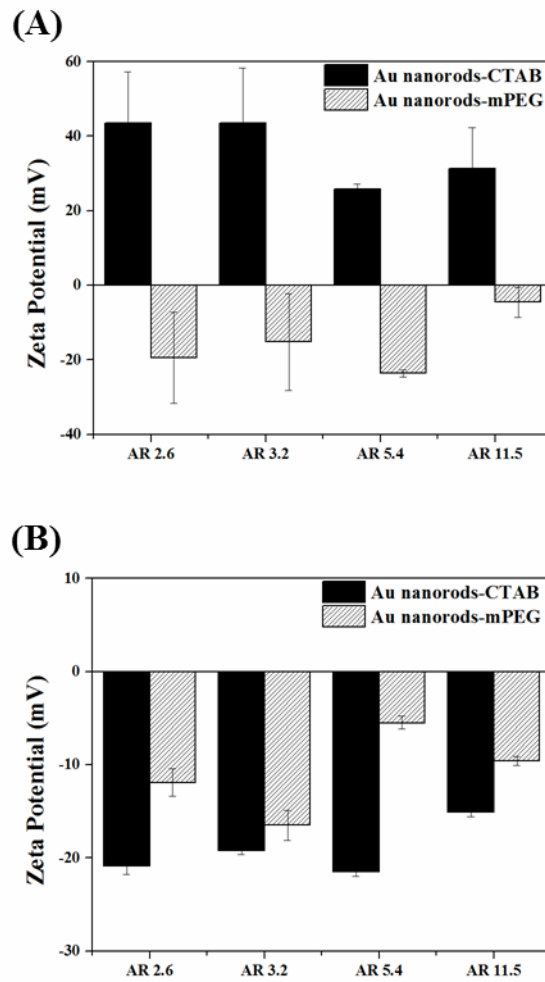 (A)
60
Au nanorods-CTAB
Au nanorods-mPEG
40
20
0
-20
-40
Zeta Potential (mV)
AR 2.6 AR 3.2 AR 5.4 AR 11.5
(B)
10
Au nanorods-CTAB
Au nanorods-mPEG
0
-10
-20
-30
Zeta Potential (mV)
AR 2.6 AR 3.2 AR 5.4 AR 11.5